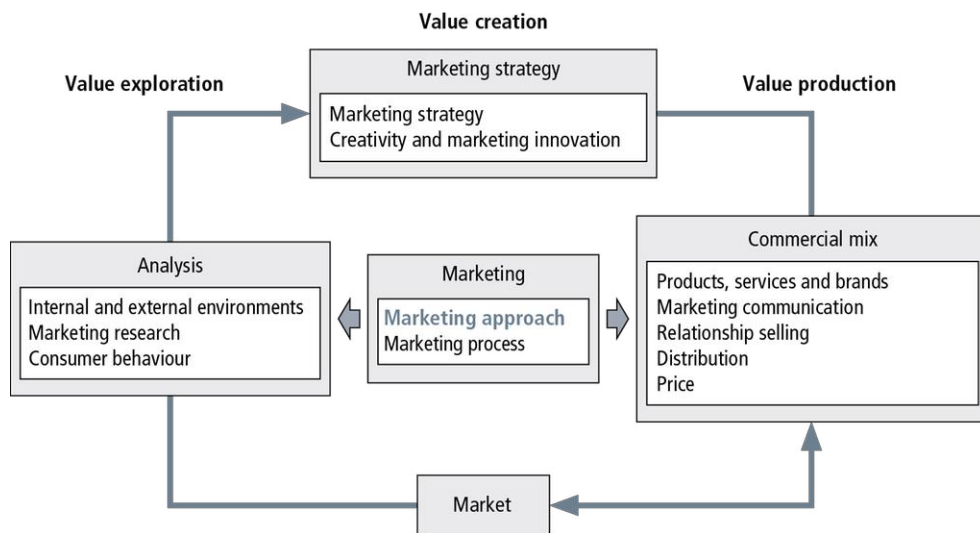 Value creation
Value exploration
Value production
Marketing strategy
Marketing strategy
Creativity and marketing innovation
Analysis
Internal and external environments
Marketing research
Consumer behaviour
Marketing
Marketing approach
Marketing process
Commercial mix
Products, services and brands
Marketing communication
Relationship selling
Distribution
Price
Market